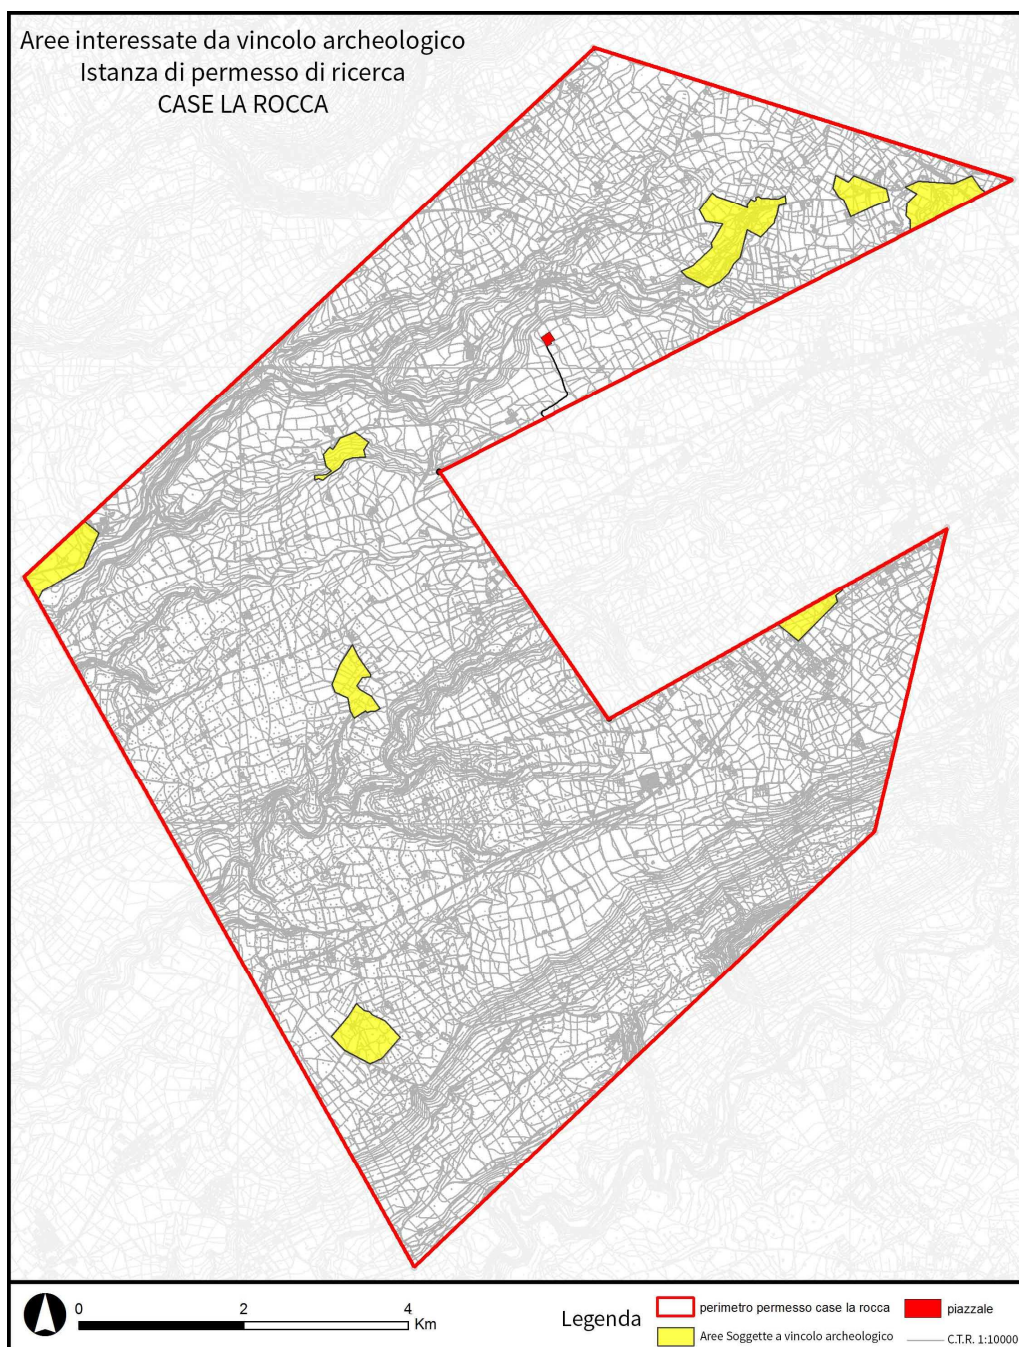 Aree interessate da vincolo archeologico
Istanza di permesso di ricerca
CASE LA ROCCA
0 2 4
Km
Legenda
perimetro permesso case la rocca
piazzale
Aree Soggette a vincolo archeologico
C.T.R. 1:10000